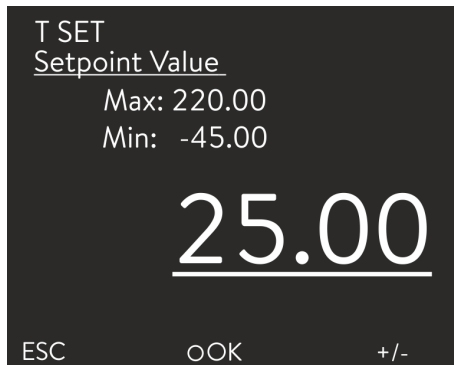 T SET
Setpoint Value
Max: 220.00
Min: -45.00
25.00
ESC OK +/-